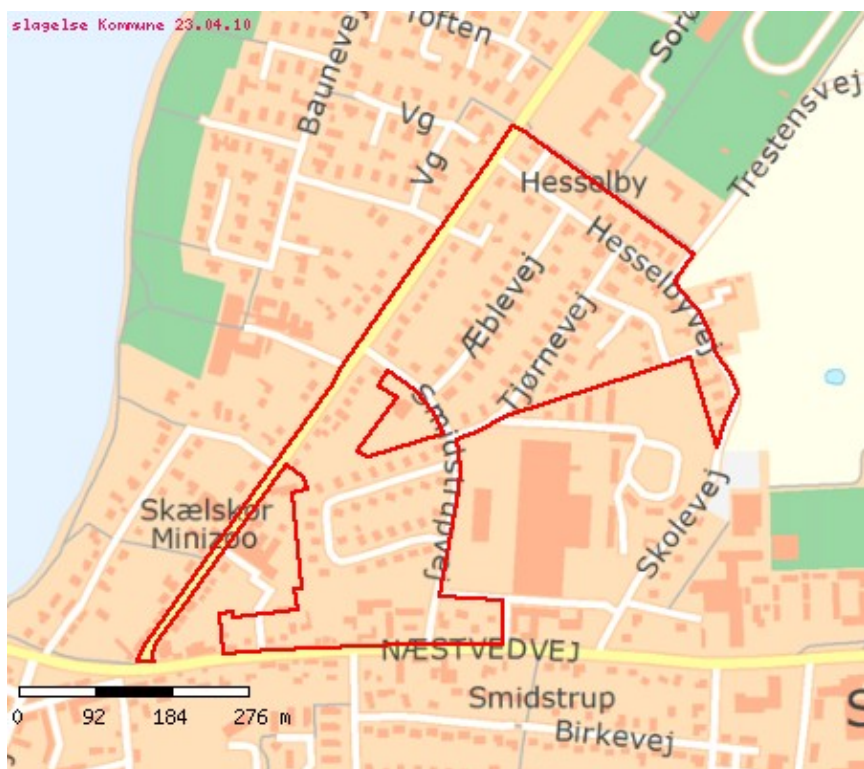 slagelse Kommune 23.04.10
Toften
Sorø
Baunevej
Vg
Vg
Trestensvej
Hesselby
Hesselbyvej
Æblevej
Tjørnevej
Smidstrupvej
Skælskør
Minizoo
Skolevej
NÆSTVEDVEJ
Smidstrup
Birkevej
S
0 92 184 276 m